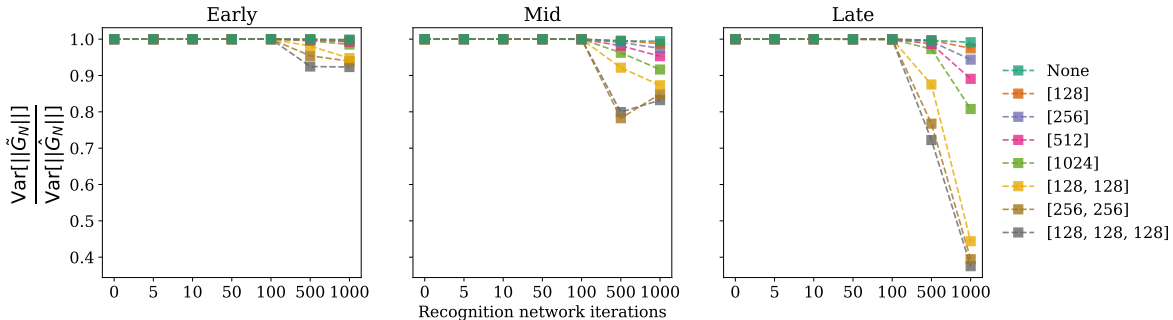 Early
Mid
Late
Var[||G̃_N||]
Var[||Ĝ_N||]
1.0
0.9
0.8
0.7
0.6
0.5
0.4
0 5 10 50 100 500 1000
0 5 10 50 100 500 1000
0 5 10 50 100 500 1000
Recognition network iterations
None
[128]
[256]
[512]
[1024]
[128, 128]
[256, 256]
[128, 128, 128]